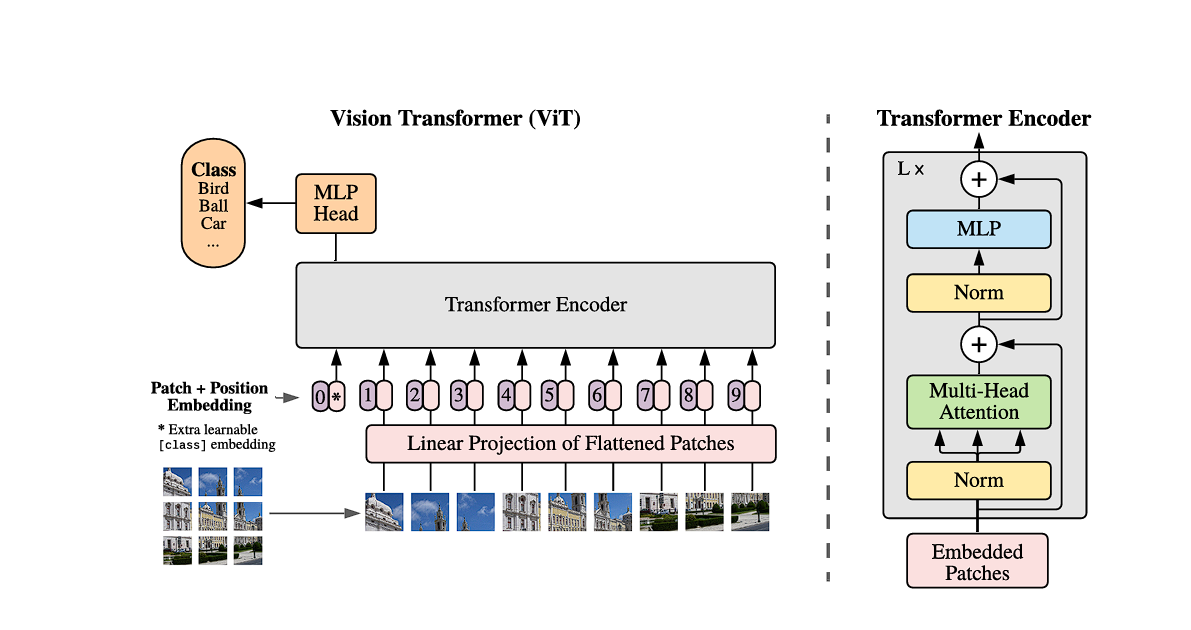 Vision Transformer (ViT)
Class
Bird
Ball
Car
...
MLP
Head
Transformer Encoder
Patch + Position
Embedding
0 * 1 2 3 4 5 6 7 8 9
* Extra learnable
[class] embedding
Linear Projection of Flattened Patches
Transformer Encoder
L x
+
MLP
Norm
+
Multi-Head
Attention
Norm
Embedded
Patches